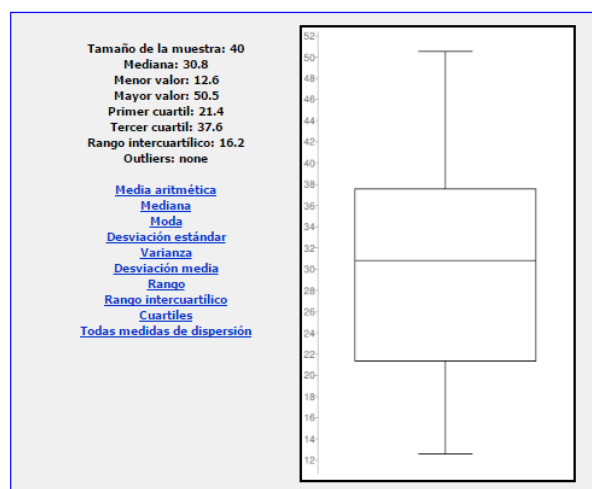 Tamaño de la muestra: 40
Mediana: 30.8
Menor valor: 12.6
Mayor valor: 50.5
Primer cuartil: 21.4
Tercer cuartil: 37.6
Rango intercuartílico: 16.2
Outliers: none
Media aritmética
Mediana
Moda
Desviación estándar
Varianza
Desviación media
Rango
Rango intercuartílico
Cuartiles
Todas medidas de dispersión
52
50
48
46
44
42
40
38
36
34
32
30
28
26
24
22
20
18
16
14
12